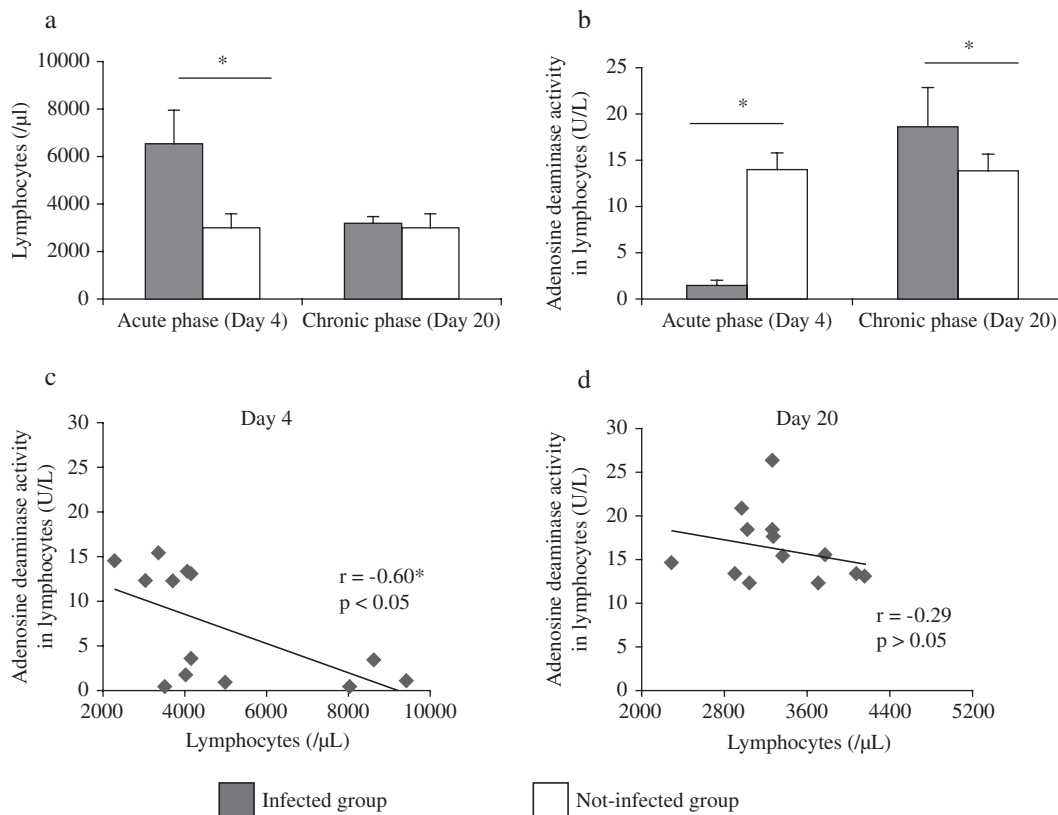 a
Lymphocytes (/μl)
10000
8000
6000
4000
2000
0
*
Acute phase (Day 4)
Chronic phase (Day 20)
b
Adenosine deaminase activity
in lymphocytes (U/L)
25
20
15
10
5
0
*
*
Acute phase (Day 4)
Chronic phase (Day 20)
c
Day 4
Adenosine deaminase activity
in lymphocytes (U/L)
30
25
20
15
10
5
0
r = -0.60*
p < 0.05
2000 4000 6000 8000 10000
Lymphocytes (/μL)
d
Day 20
Adenosine deaminase activity
in lymphocytes (U/L)
30
25
20
15
10
5
0
r = -0.29
p > 0.05
2000 2800 3600 4400 5200
Lymphocytes (/μL)
Infected group
Not-infected group